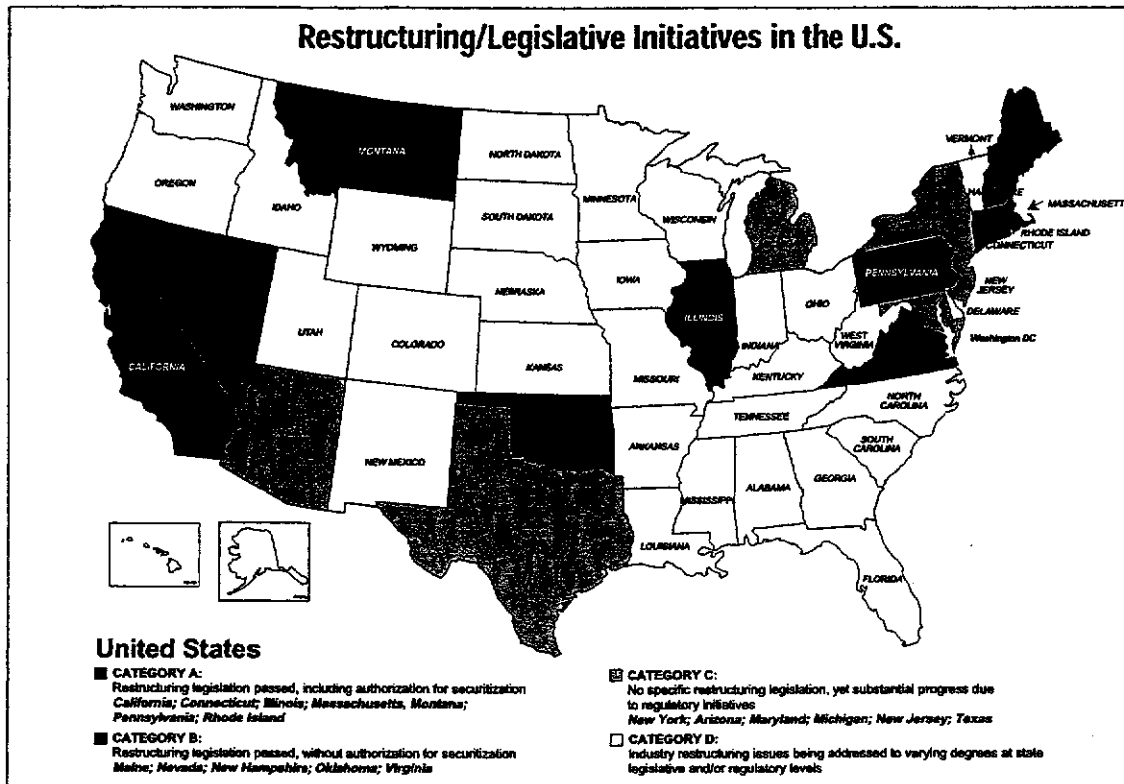 Restructuring/Legislative Initiatives in the U.S.
WASHINGTON
OREGON
IDAHO
MONTANA
WYOMING
NORTH DAKOTA
SOUTH DAKOTA
NEBRASKA
KANSAS
MINNESOTA
IOWA
WISCONSIN
MISSOURI
ARKANSAS
LOUISIANA
CALIFORNIA
UTAH
COLORADO
NEW MEXICO
ILLINOIS
INDIANA
OHIO
KENTUCKY
TENNESSEE
MISSISSIPPI
ALABAMA
GEORGIA
FLORIDA
SOUTH
CAROLINA
NORTH
CAROLINA
WEST
VIRGINIA
PENNSYLVANIA
VERMONT
MASSACHUSETT
RHODE ISLAND
CONNECTICUT
NEW
JERSEY
DELAWARE
Washington DC
United States
CATEGORY A:
Restructuring legislation passed, including authorization for securitization
California; Connecticut; Illinois; Massachusetts, Montana;
Pennsylvania; Rhode Island
CATEGORY B:
Restructuring legislation passed, without authorization for securitization
Maine; Nevada; New Hampshire; Oklahoma; Virginia
CATEGORY C:
No specific restructuring legislation, yet substantial progress due
to regulatory initiatives
New York; Arizona; Maryland; Michigan; New Jersey; Texas
CATEGORY D:
Industry restructuring issues being addressed to varying degrees at state
legislative and/or regulatory levels